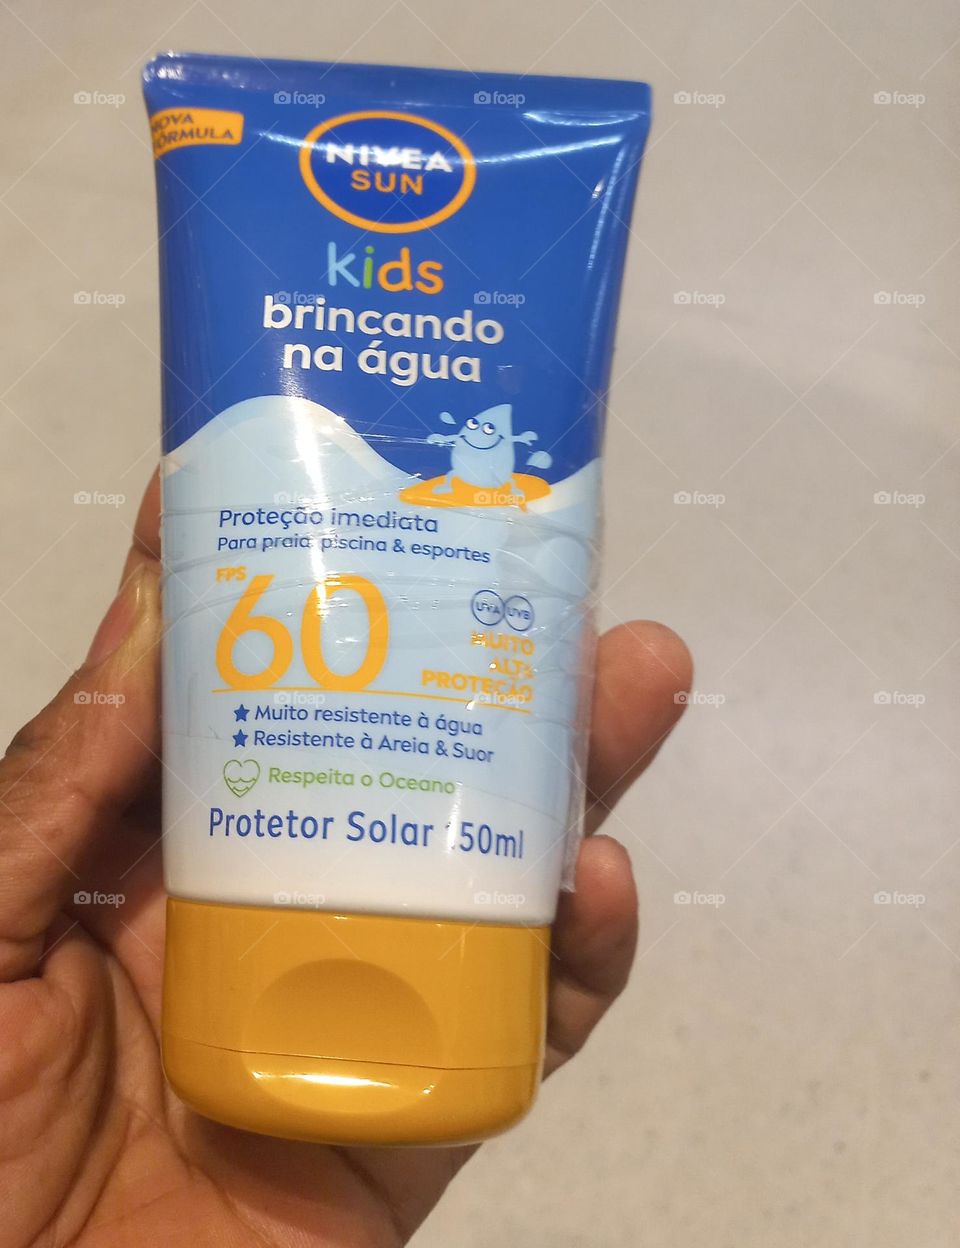 NOVA
FÓRMULA
NIVEA
SUN
kids
brincando
na água
Proteção imediata
Para praia, piscina & esportes
FPS
60
UVA UVB
MUITO
ALTA
PROTEÇÃO
Muito resistente à água
Resistente à Areia & Suor
Respeita o Oceano
Protetor Solar 150ml
foap